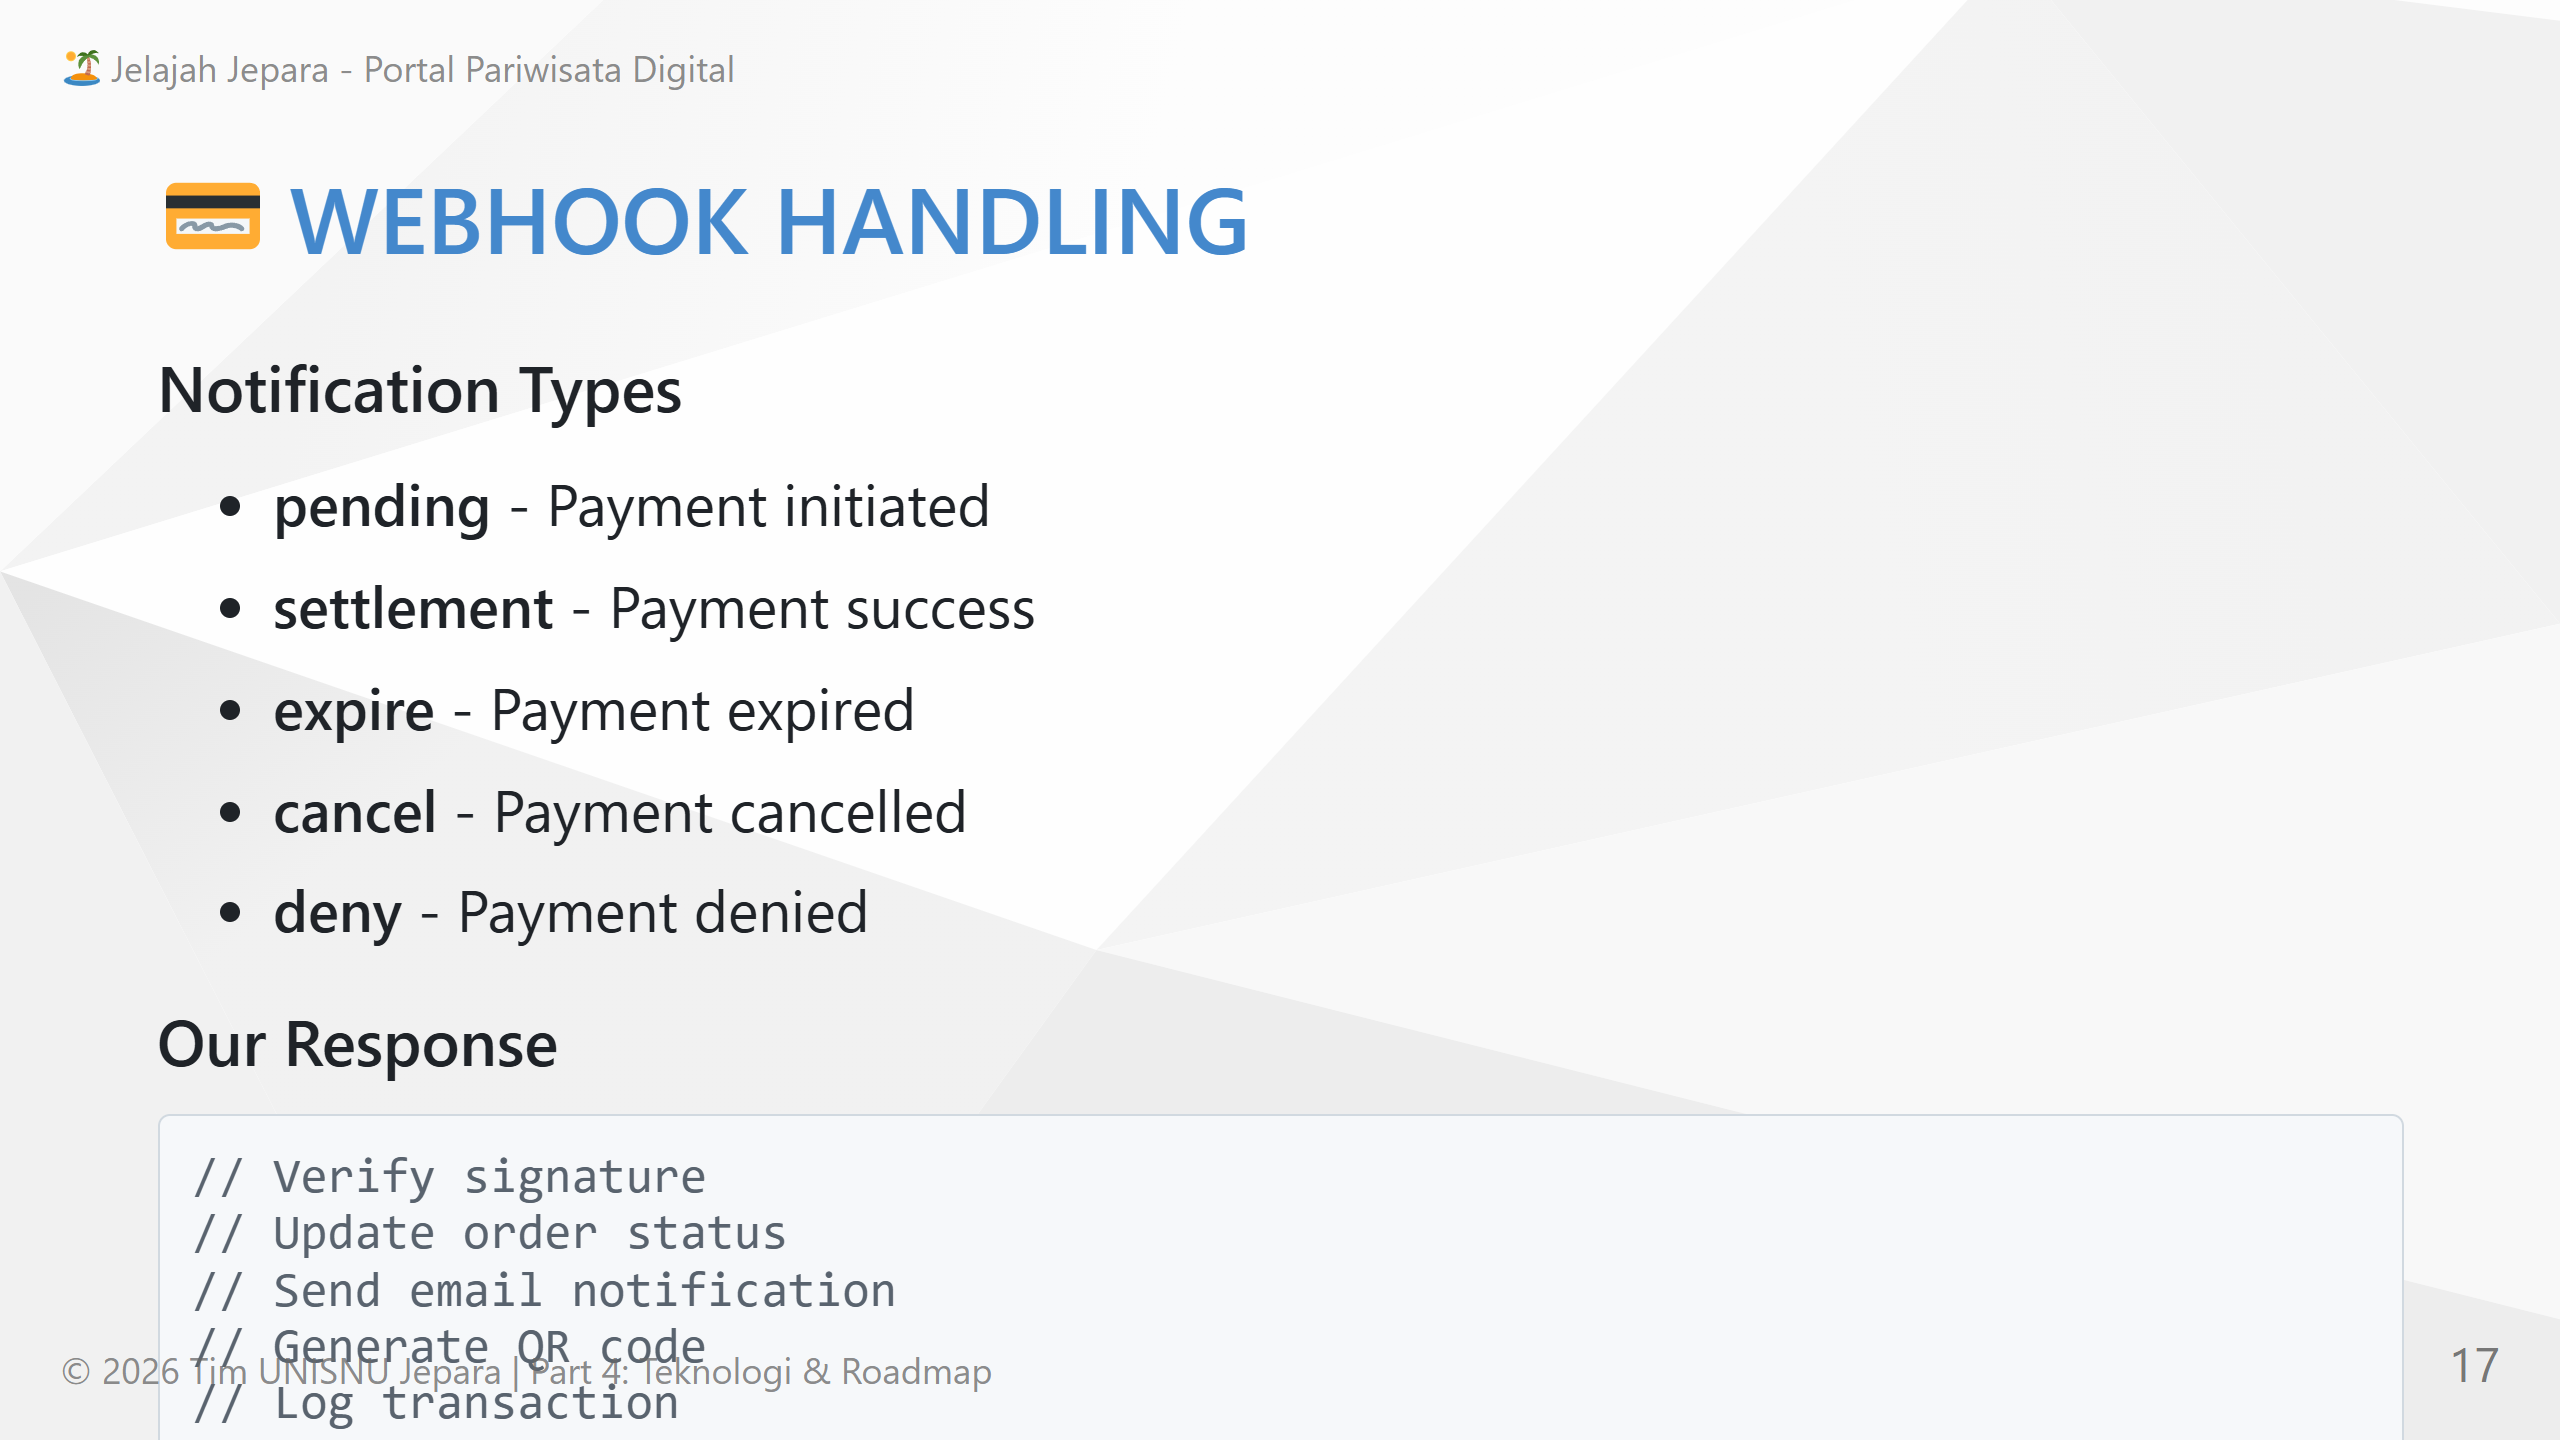 Jelajah Jepara - Portal Pariwisata Digital
WEBHOOK HANDLING
Notification Types
• pending - Payment initiated
• settlement - Payment success
• expire - Payment expired
• cancel - Payment cancelled
• deny - Payment denied
Our Response
// Verify signature
// Update order status
// Send email notification
// Generate QR code
// Log transaction
© 2026 Tim UNISNU Jepara | Part 4: Teknologi & Roadmap
17